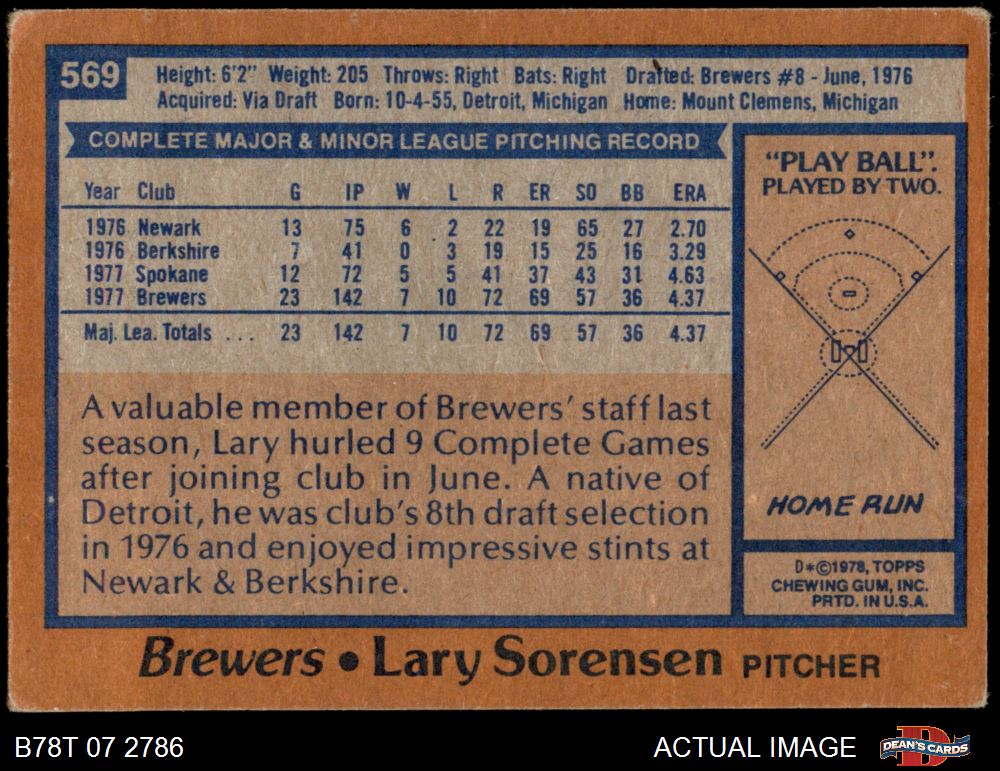 569
Height: 6'2" Weight: 205 Throws: Right Bats: Right Drafted: Brewers #8 - June, 1976
Acquired: Via Draft Born: 10-4-55, Detroit, Michigan Home: Mount Clemens, Michigan
COMPLETE MAJOR & MINOR LEAGUE PITCHING RECORD
Year Club G IP W L R ER SO BB ERA
1976 Newark 13 75 6 2 22 19 65 27 2.70
1976 Berkshire 7 41 0 3 19 15 25 16 3.29
1977 Spokane 12 72 5 5 41 37 43 31 4.63
1977 Brewers 23 142 7 10 72 69 57 36 4.37
Maj. Lea. Totals ... 23 142 7 10 72 69 57 36 4.37
A valuable member of Brewers' staff last
season, Lary hurled 9 Complete Games
after joining club in June. A native of
Detroit, he was club's 8th draft selection
in 1976 and enjoyed impressive stints at
Newark & Berkshire.
"PLAY BALL".
PLAYED BY TWO.
HOME RUN
D*©1978, TOPPS
CHEWING GUM, INC.
PRTD. IN U.S.A.
Brewers • Lary Sorensen PITCHER
B78T 07 2786
ACTUAL IMAGE
DEAN'S CARDS